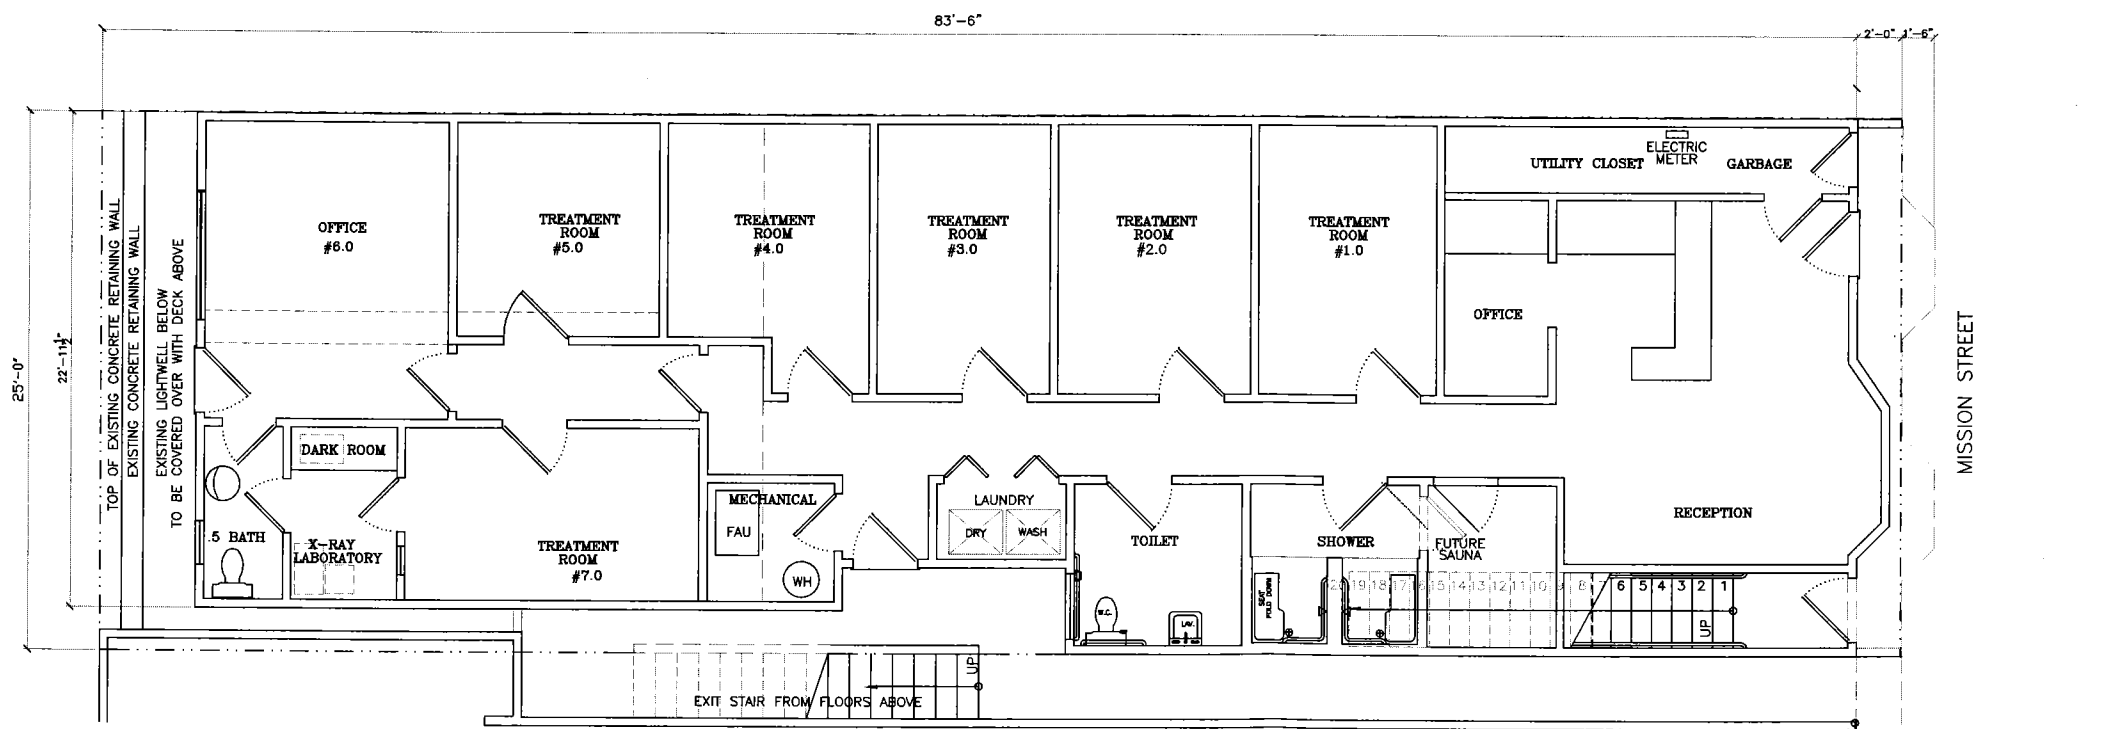 83'-6"
2'-0"
1'-6"
25'-0"
22'-11½"
TOP OF EXISTING CONCRETE RETAINING WALL
EXISTING CONCRETE RETAINING WALL
EXISTING LIGHTWELL BELOW
TO BE COVERED OVER WITH DECK ABOVE
OFFICE
#6.0
TREATMENT
ROOM
#5.0
TREATMENT
ROOM
#4.0
TREATMENT
ROOM
#3.0
TREATMENT
ROOM
#2.0
TREATMENT
ROOM
#1.0
UTILITY CLOSET
ELECTRIC
METER
GARBAGE
OFFICE
MISSION STREET
DARK ROOM
.5 BATH
X-RAY
LABORATORY
TREATMENT
ROOM
#7.0
MECHANICAL
FAU
WH
LAUNDRY
DRY
WASH
TOILET
W.C.
LAV.
SHOWER
SEAT
FOLD DOWN
FUTURE
SAUNA
RECEPTION
19 18 17 16 15 14 13 12 11 10 9 8 7 6 5 4 3 2 1
UP
UP
EXIT STAIR FROM FLOORS ABOVE